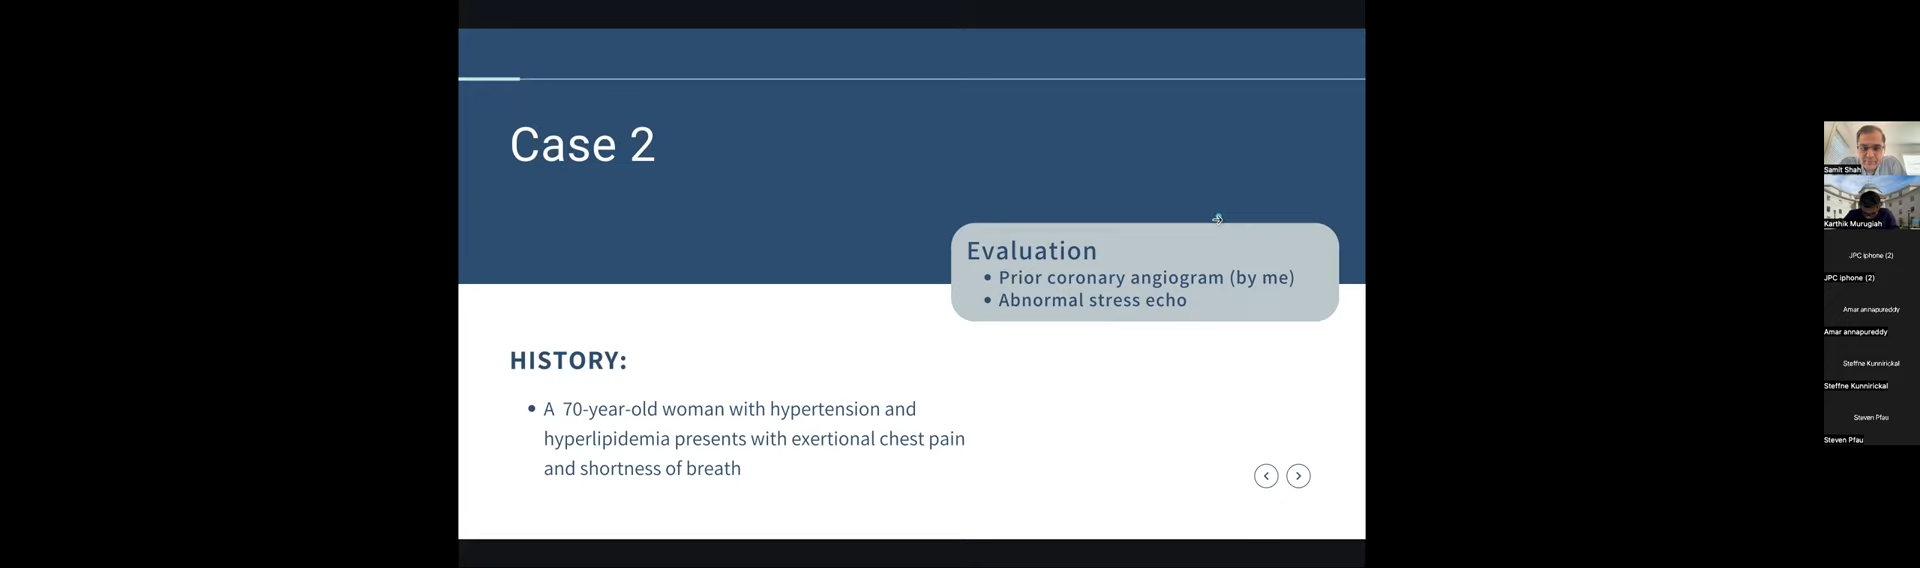 Case 2
Evaluation
• Prior coronary angiogram (by me)
• Abnormal stress echo
HISTORY:
• A 70-year-old woman with hypertension and
hyperlipidemia presents with exertional chest pain
and shortness of breath
Samit Shah
Karthik Murugiah
JPC iphone (2)
JPC iphone (2)
Amar annapureddy
Amar annapureddy
Steffne Kunnirickal
Steffne Kunnirickal
Steven Pfau
Steven Pfau